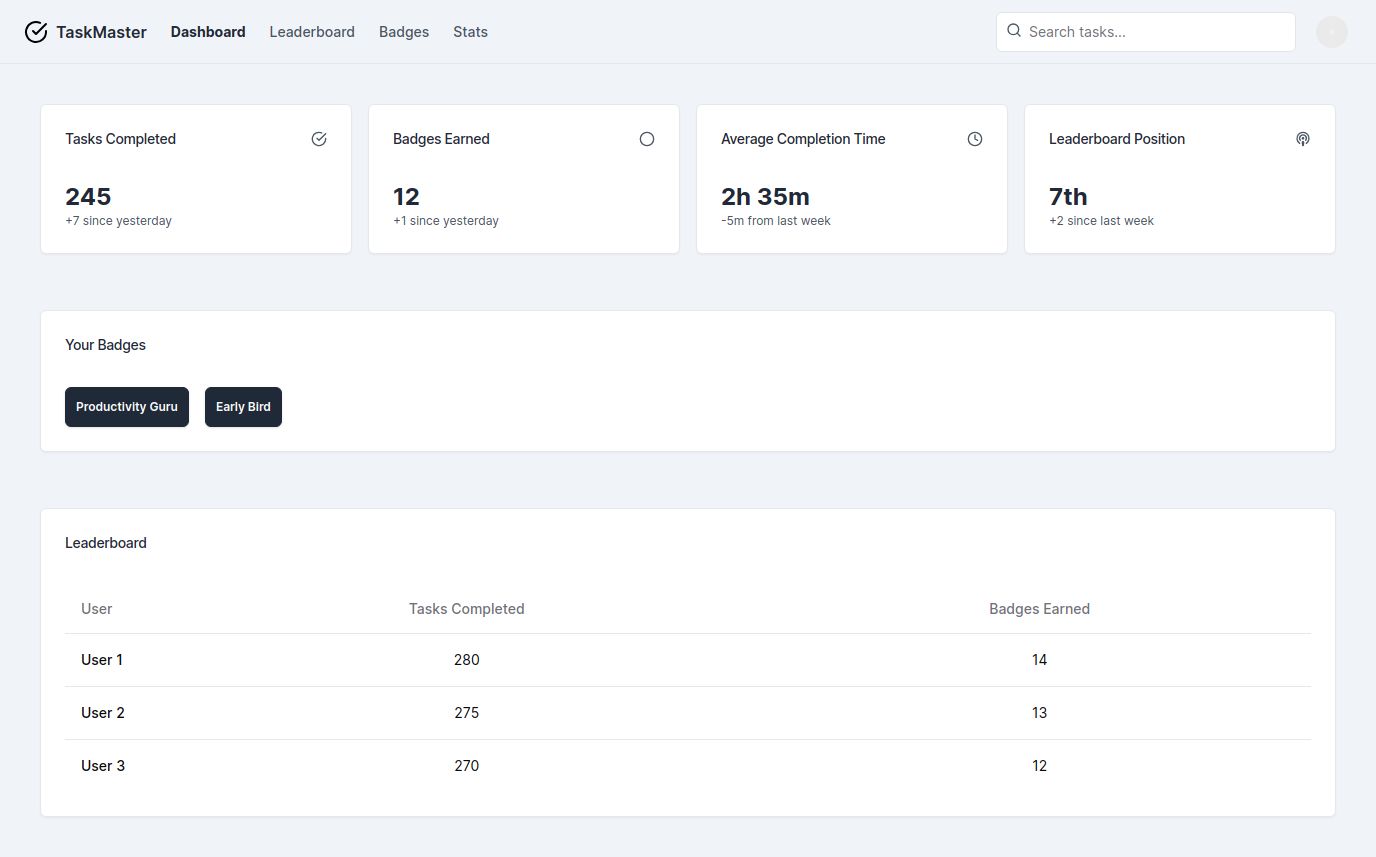 TaskMaster Dashboard Leaderboard Badges Stats Search tasks...
Tasks Completed Badges Earned Average Completion Time Leaderboard Position
245 12 2h 35m 7th
+7 since yesterday +1 since yesterday -5m from last week +2 since last week
Your Badges
Productivity Guru Early Bird
Leaderboard
User Tasks Completed Badges Earned
User 1 280 14
User 2 275 13
User 3 270 12